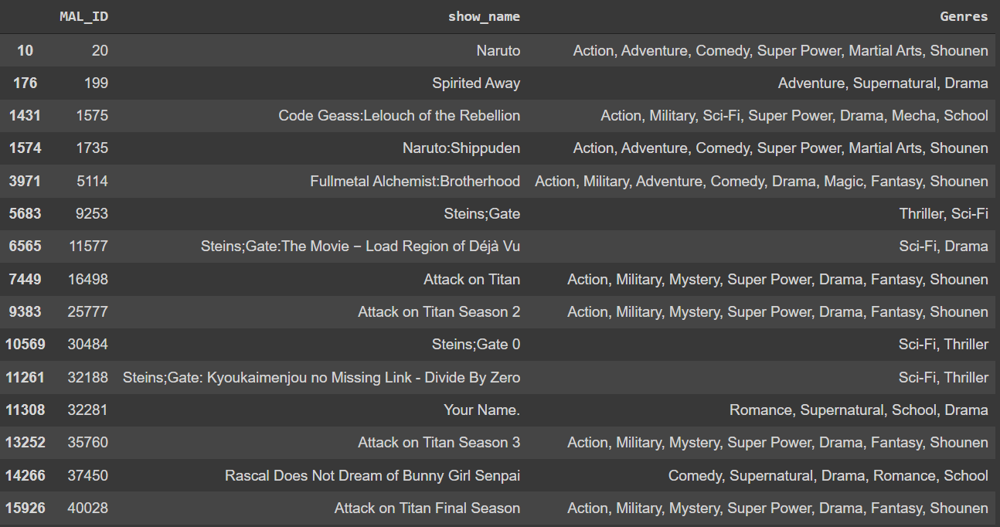 MAL_ID show_name Genres
10 20 Naruto Action, Adventure, Comedy, Super Power, Martial Arts, Shounen
176 199 Spirited Away Adventure, Supernatural, Drama
1431 1575 Code Geass:Lelouch of the Rebellion Action, Military, Sci-Fi, Super Power, Drama, Mecha, School
1574 1735 Naruto:Shippuden Action, Adventure, Comedy, Super Power, Martial Arts, Shounen
3971 5114 Fullmetal Alchemist:Brotherhood Action, Military, Adventure, Comedy, Drama, Magic, Fantasy, Shounen
5683 9253 Steins;Gate Thriller, Sci-Fi
6565 11577 Steins;Gate:The Movie − Load Region of Déjà Vu Sci-Fi, Drama
7449 16498 Attack on Titan Action, Military, Mystery, Super Power, Drama, Fantasy, Shounen
9383 25777 Attack on Titan Season 2 Action, Military, Mystery, Super Power, Drama, Fantasy, Shounen
10569 30484 Steins;Gate 0 Sci-Fi, Thriller
11261 32188 Steins;Gate: Kyoukaimenjou no Missing Link - Divide By Zero Sci-Fi, Thriller
11308 32281 Your Name. Romance, Supernatural, School, Drama
13252 35760 Attack on Titan Season 3 Action, Military, Mystery, Super Power, Drama, Fantasy, Shounen
14266 37450 Rascal Does Not Dream of Bunny Girl Senpai Comedy, Supernatural, Drama, Romance, School
15926 40028 Attack on Titan Final Season Action, Military, Mystery, Super Power, Drama, Fantasy, Shounen